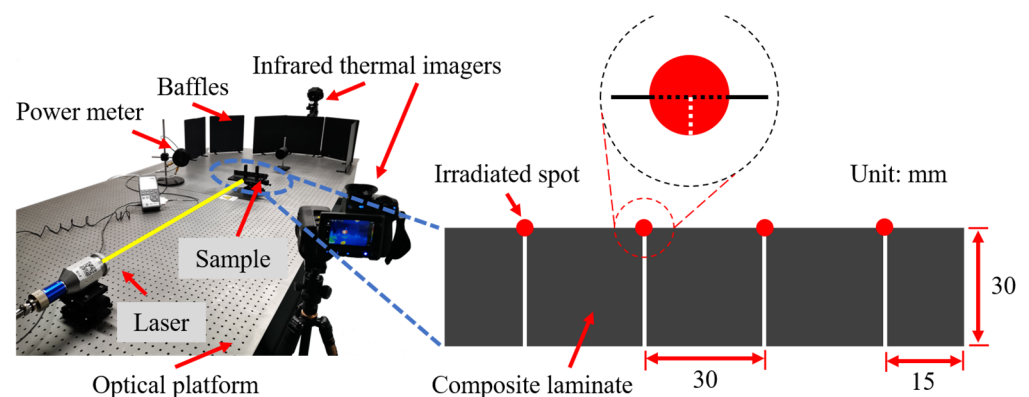 Infrared thermal imagers
Baffles
Power meter
Irradiated spot
Unit: mm
Sample
Laser
30
30
15
Optical platform
Composite laminate